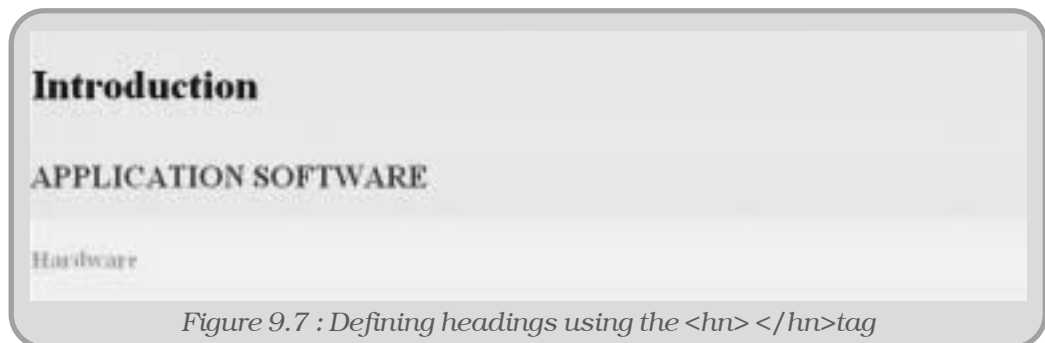 Introduction
APPLICATION SOFTWARE
Hardware
Figure 9.7 : Defining headings using the <hn> </hn>tag